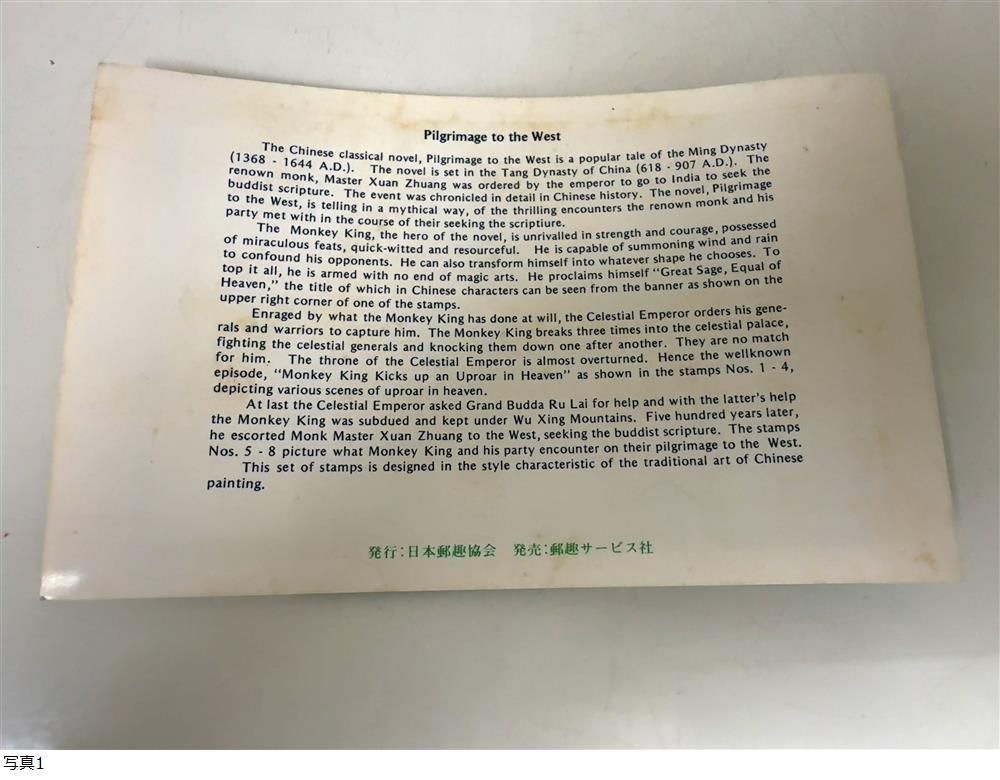 Pilgrimage to the West
The Chinese classical novel, Pilgrimage to the West is a popular tale of the Ming Dynasty
(1368 - 1644 A.D.). The novel is set in the Tang Dynasty of China (618 - 907 A.D.). The
renown monk, Master Xuan Zhuang was ordered by the emperor to go to India to seek the
buddist scripture. The event was chronicled in detail in Chinese history. The novel, Pilgrimage
to the West, is telling in a mythical way, of the thrilling encounters the renown monk and his
party met with in the course of their seeking the scriptiure.
The Monkey King, the hero of the novel, is unrivalled in strength and courage, possessed
of miraculous feats, quick-witted and resourceful. He is capable of summoning wind and rain
to confound his opponents. He can also transform himself into whatever shape he chooses. To
top it all, he is armed with no end of magic arts. He proclaims himself "Great Sage, Equal of
Heaven," the title of which in Chinese characters can be seen from the banner as shown on the
upper right corner of one of the stamps.
Enraged by what the Monkey King has done at will, the Celestial Emperor orders his gene-
rals and warriors to capture him. The Monkey King breaks three times into the celestial palace,
fighting the celestial generals and knocking them down one after another. They are no match
for him. The throne of the Celestial Emperor is almost overturned. Hence the wellknown
episode, "Monkey King Kicks up an Uproar in Heaven" as shown in the stamps Nos. 1 - 4,
depicting various scenes of uproar in heaven.
At last the Celestial Emperor asked Grand Budda Ru Lai for help and with the latter's help
the Monkey King was subdued and kept under Wu Xing Mountains. Five hundred years later,
he escorted Monk Master Xuan Zhuang to the West, seeking the buddist scripture. The stamps
Nos. 5 - 8 picture what Monkey King and his party encounter on their pilgrimage to the West.
This set of stamps is designed in the style characteristic of the traditional art of Chinese
painting.
発行:日本郵趣協会 発売:郵趣サービス社
写真1